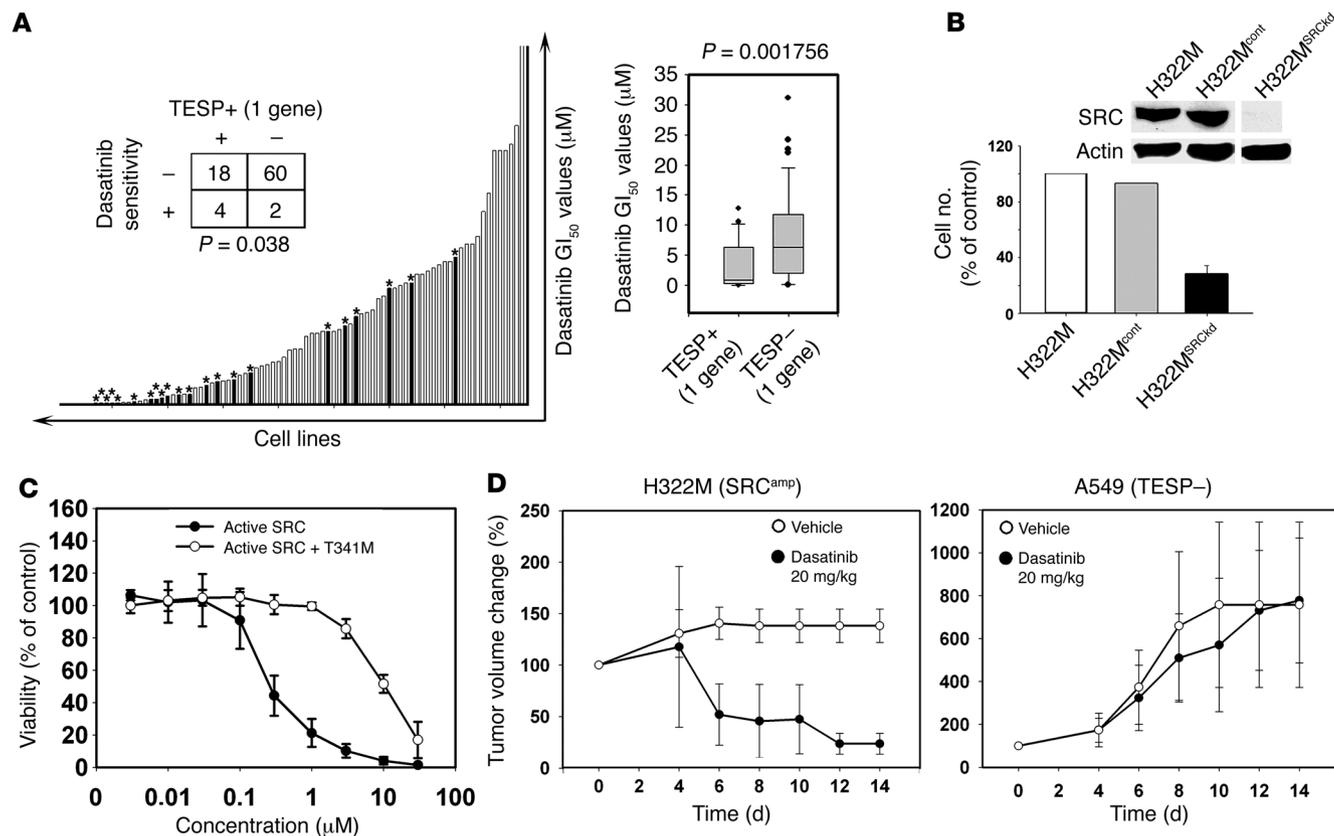 A
TESP+ (1 gene)
+ –
Dasatinib
sensitivity
– 18 60
+ 4 2
P = 0.038
Dasatinib GI50 values (μM)
Cell lines
P = 0.001756
Dasatinib GI50 values (μM)
35
30
25
20
15
10
5
0
TESP+
(1 gene)
TESP–
(1 gene)
B
H322M
H322Mcont
H322MSRCkd
SRC
Actin
Cell no.
(% of control)
120
80
40
0
H322M
H322Mcont
H322MSRCkd
C
Viability (% of control)
160
140
120
100
80
60
40
20
0
Active SRC
Active SRC + T341M
0 0.01 0.1 1 10 100
Concentration (μM)
D
H322M (SRCamp)
Tumor volume change (%)
250
200
150
100
50
0
Vehicle
Dasatinib
20 mg/kg
0 2 4 6 8 10 12 14
Time (d)
A549 (TESP–)
1200
1000
800
600
400
200
0
Vehicle
Dasatinib
20 mg/kg
0 2 4 6 8 10 12 14
Time (d)